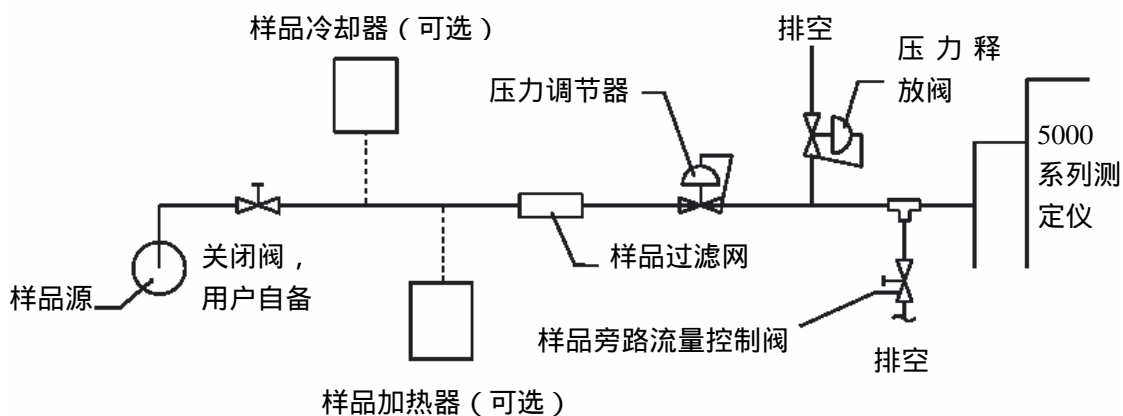 样品冷却器（可选）
排空
压力释
放阀
压力调节器
5000
系列测
定仪
关闭阀，
用户自备
样品源
样品过滤网
样品旁路流量控制阀
排空
样品加热器（可选）